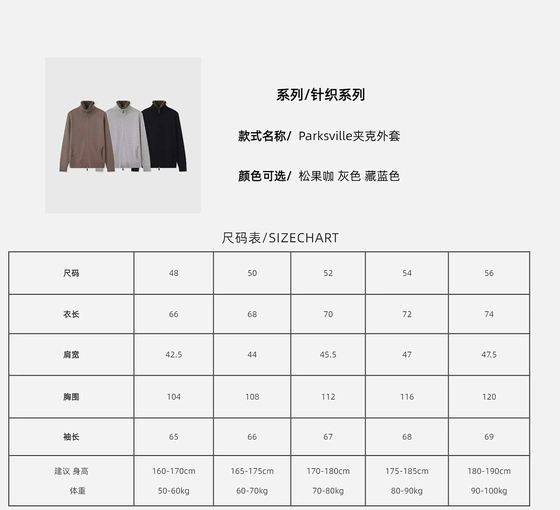 系列/针织系列
款式名称/ Parksville夹克外套
颜色可选/ 松果咖 灰色 藏蓝色
尺码表/SIZECHART
尺码 48 50 52 54 56
衣长 66 68 70 72 74
肩宽 42.5 44 45.5 47 47.5
胸围 104 108 112 116 120
袖长 65 66 67 68 69
建议 身高 160-170cm 165-175cm 170-180cm 175-185cm 180-190cm
体重 50-60kg 60-70kg 70-80kg 80-90kg 90-100kg